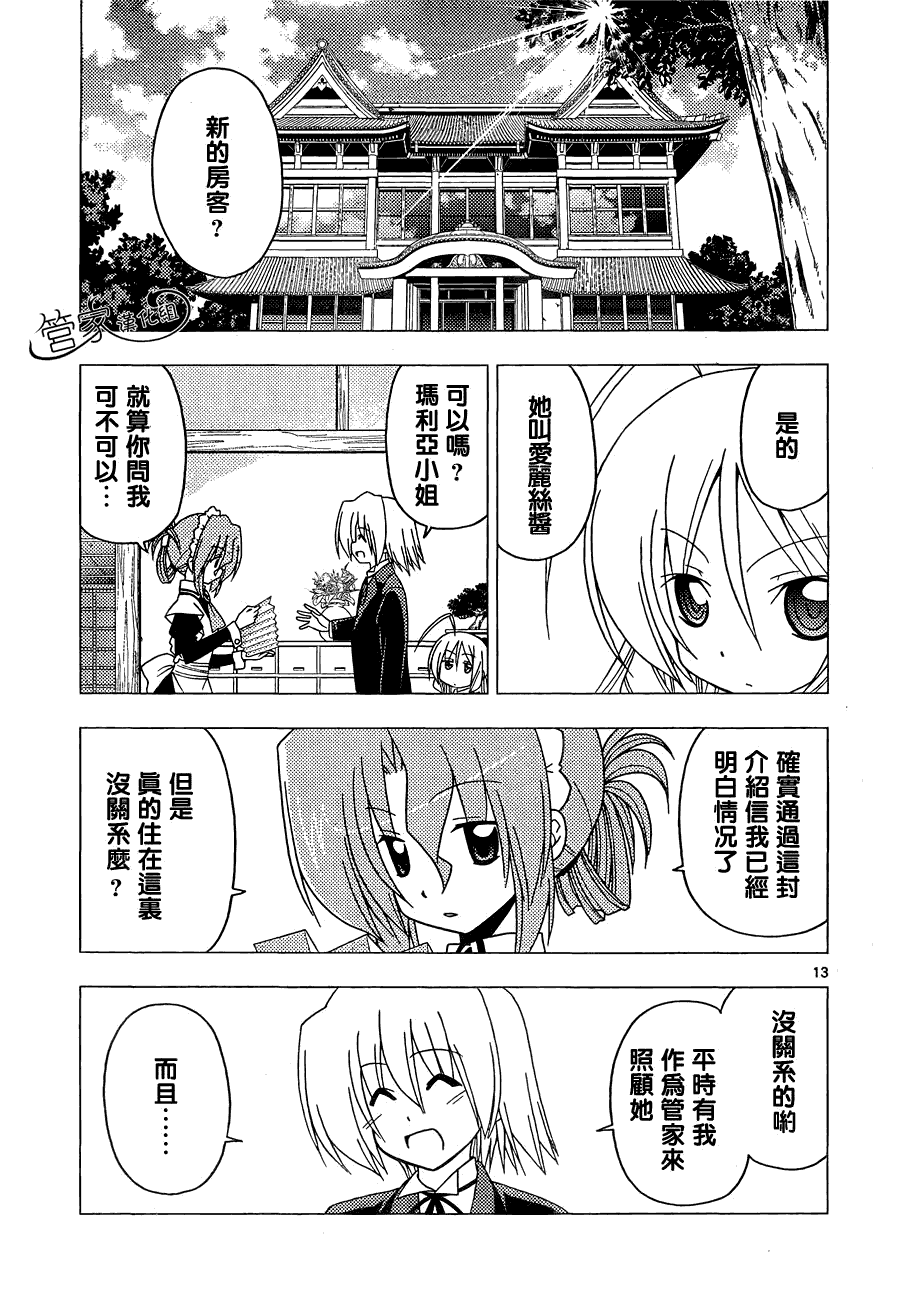 新的房客?
管家漢化組
是的
她叫愛麗絲醬
可以嗎?
瑪利亞小姐
就算你問我
可不可以…
確實通過這封
介紹信我已經
明白情況了
但是
眞的住在這裏
沒關系麼?
13
沒關系的喲
平時有我
作爲管家來
照顧她
而且……